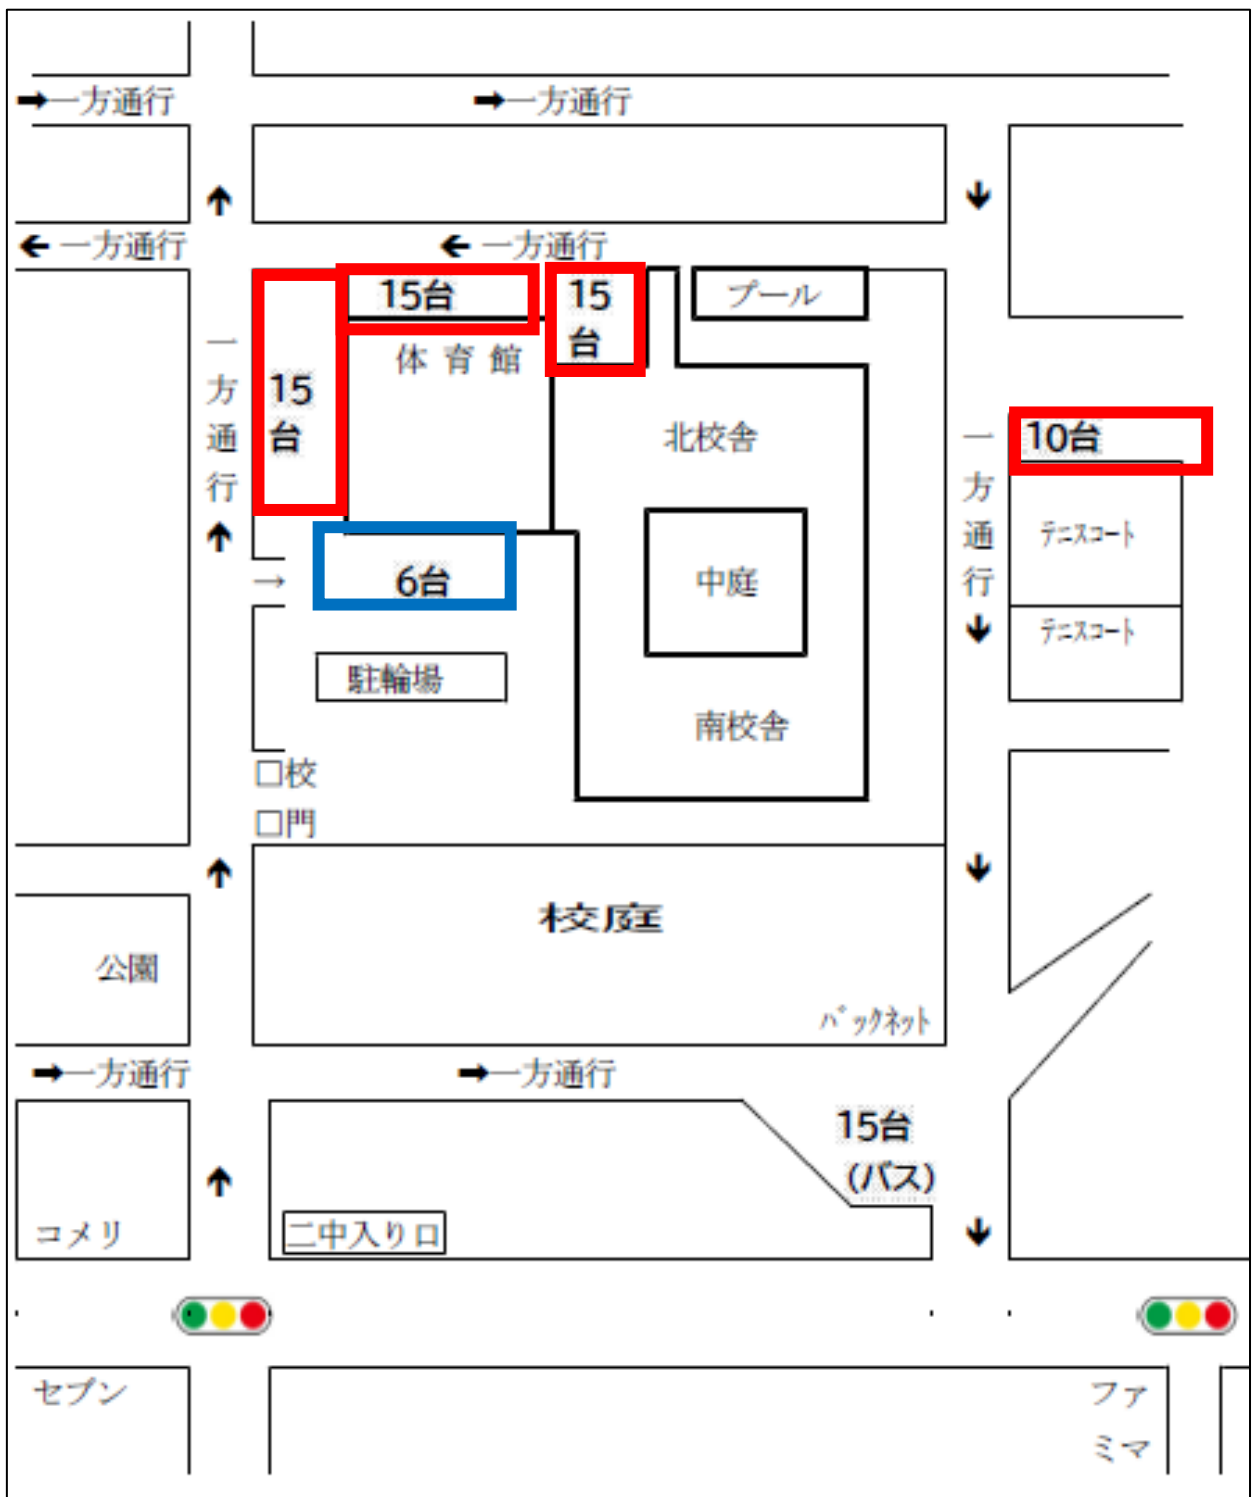 ➡一方通行
➡一方通行
⬅一方通行
⬅一方通行
15台
15
台
プール
体育館
一方通行
15
台
北校舎
10台
一方通行
テニスコート
6台
中庭
テニスコート
駐輪場
南校舎
□校
□門
校庭
公園
バックネット
➡一方通行
➡一方通行
15台
(バス)
コメリ
二中入り口
セブン
ファ
ミマ